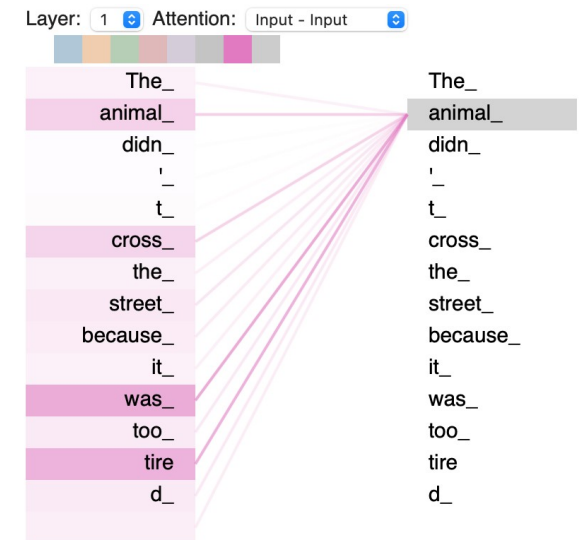 Layer: 1 Attention: Input - Input
The_ The_
animal_ animal_
didn_ didn_
'_ '_
t_ t_
cross_ cross_
the_ the_
street_ street_
because_ because_
it_ it_
was_ was_
too_ too_
tire tire
d_ d_